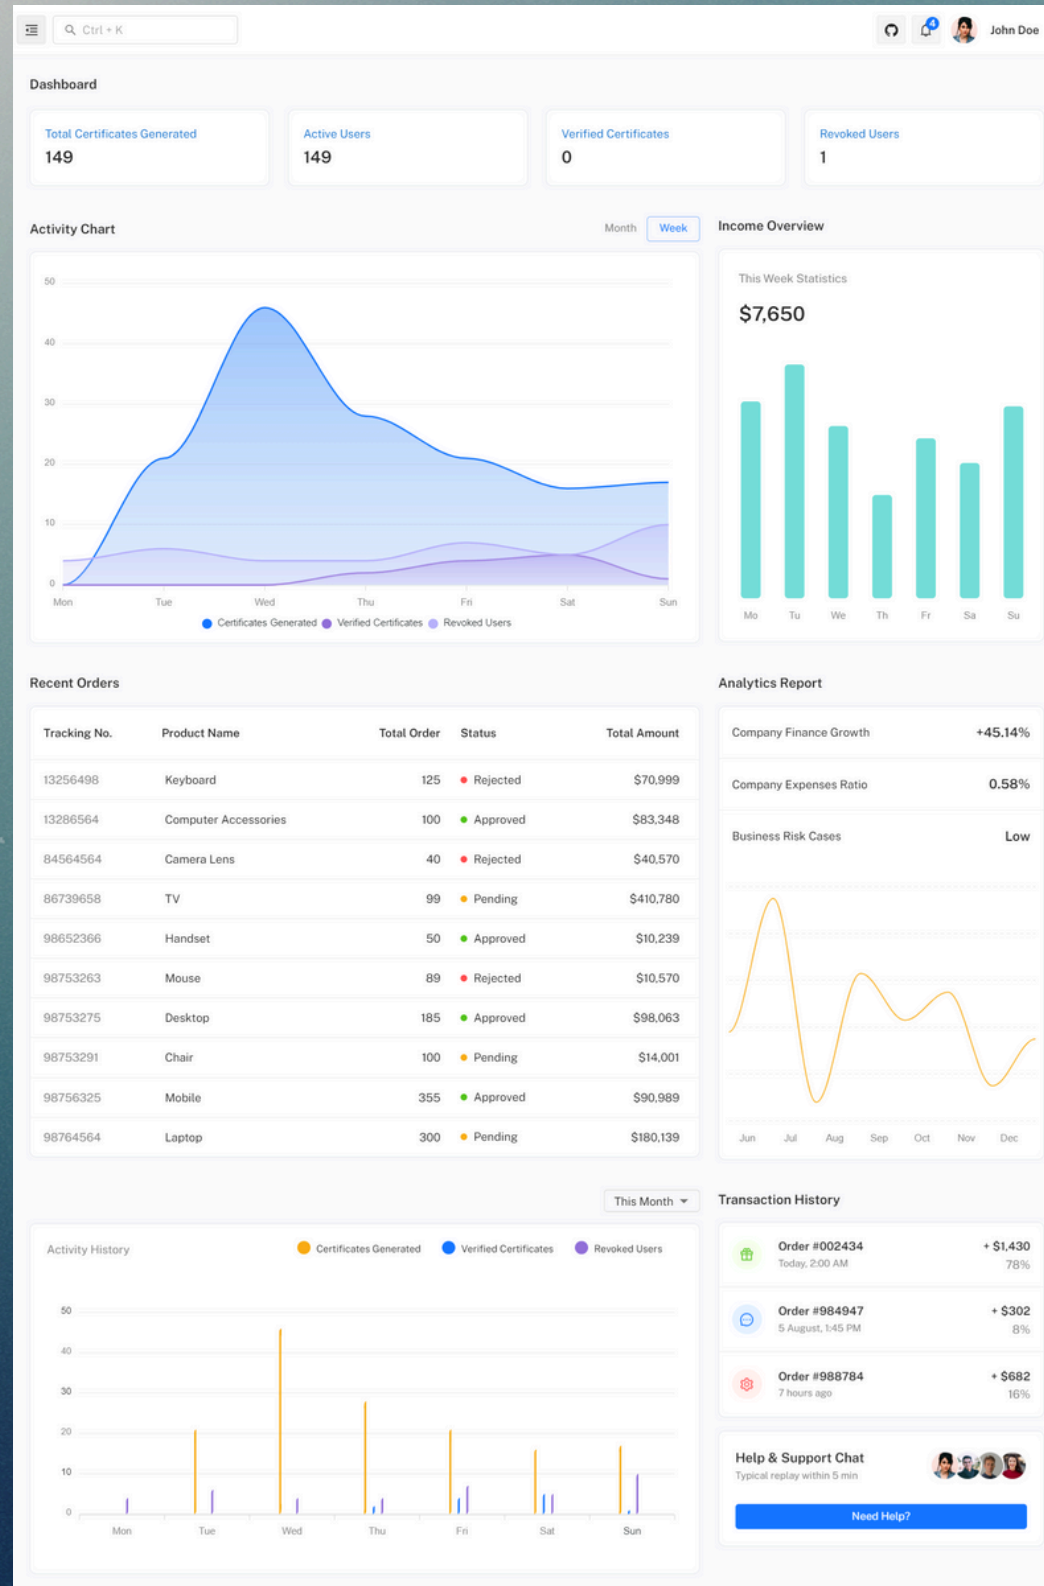 Ctrl + K
4
John Doe
Dashboard
Total Certificates Generated
149
Active Users
149
Verified Certificates
0
Revoked Users
1
Activity Chart
Month
Week
50
40
30
20
10
0
Mon Tue Wed Thu Fri Sat Sun
Certificates Generated Verified Certificates Revoked Users
Income Overview
This Week Statistics
$7,650
Mo Tu We Th Fr Sa Su
Recent Orders
Tracking No. Product Name Total Order Status Total Amount
13256498 Keyboard 125 Rejected $70,999
13286564 Computer Accessories 100 Approved $83,348
84564564 Camera Lens 40 Rejected $40,570
86739658 TV 99 Pending $410,780
98652366 Handset 50 Approved $10,239
98753263 Mouse 89 Rejected $10,570
98753275 Desktop 185 Approved $98,063
98753291 Chair 100 Pending $14,001
98756325 Mobile 355 Approved $90,989
98764564 Laptop 300 Pending $180,139
Analytics Report
Company Finance Growth +45.14%
Company Expenses Ratio 0.58%
Business Risk Cases Low
Jun Jul Aug Sep Oct Nov Dec
This Month
Activity History
Certificates Generated Verified Certificates Revoked Users
50
40
30
20
10
0
Mon Tue Wed Thu Fri Sat Sun
Transaction History
Order #002434 + $1,430
Today, 2:00 AM 78%
Order #984947 + $302
5 August, 1:45 PM 8%
Order #988784 + $682
7 hours ago 16%
Help & Support Chat
Typical replay within 5 min
Need Help?